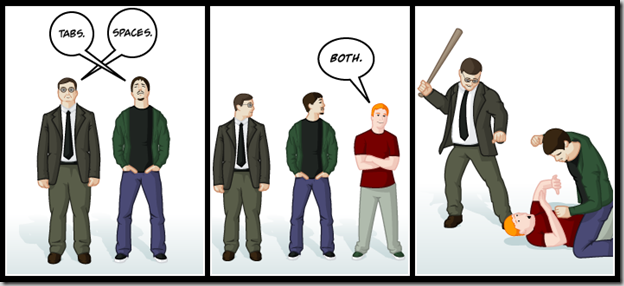 TABS.
SPACES.
BOTH.